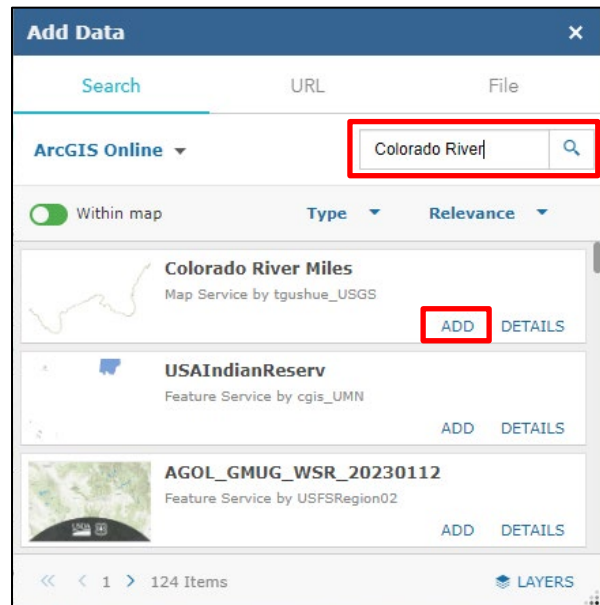 Add Data ×
Search URL File
ArcGIS Online Colorado River
Within map Type Relevance
Colorado River Miles
Map Service by tgushue_USGS
ADD DETAILS
USAIndianReserv
Feature Service by cgis_UMN
ADD DETAILS
AGOL_GMUG_WSR_20230112
Feature Service by USFSRegion02
USDA
ADD DETAILS
« < 1 > 124 Items LAYERS